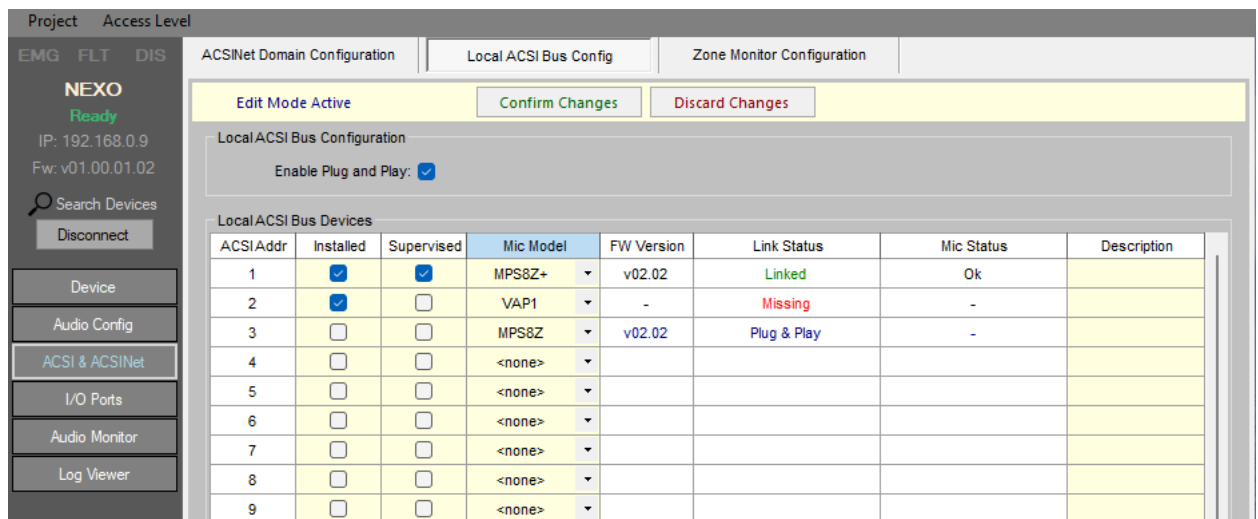 Project Access Level
EMG FLT DIS
NEXO
Ready
IP: 192.168.0.9
Fw: v01.00.01.02
Search Devices
Disconnect
Device
Audio Config
ACSI & ACSINet
I/O Ports
Audio Monitor
Log Viewer
ACSINet Domain Configuration Local ACSI Bus Config Zone Monitor Configuration
Edit Mode Active Confirm Changes Discard Changes
Local ACSI Bus Configuration
Enable Plug and Play:
Local ACSI Bus Devices
ACSI Addr Installed Supervised Mic Model FW Version Link Status Mic Status Description
1 MPS8Z+ v02.02 Linked Ok
2 VAP1 - Missing -
3 MPS8Z v02.02 Plug & Play -
4 <none>
5 <none>
6 <none>
7 <none>
8 <none>
9 <none>